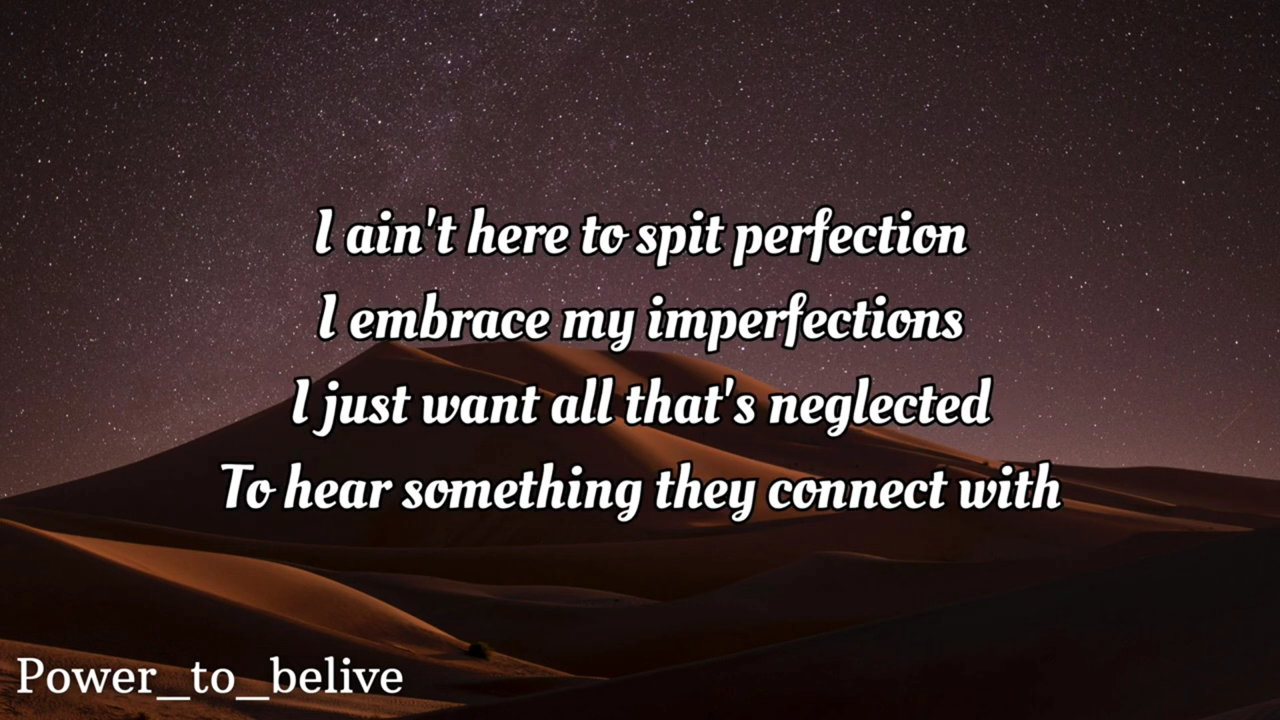 I ain't here to spit perfection
I embrace my imperfections
I just want all that's neglected
To hear something they connect with
Power_to_belive